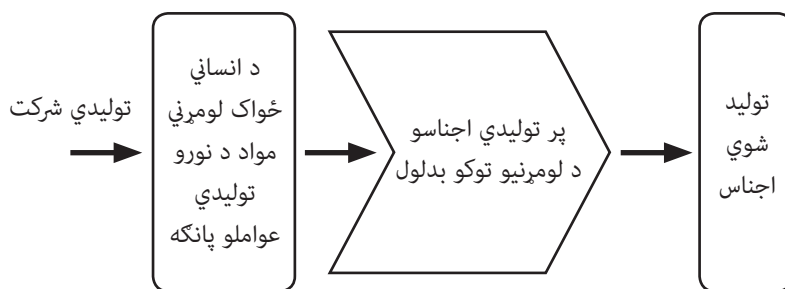 تولیدي شرکت
د انساني
ځواک لومړني
مواد د نورو
تولیدي
عواملو پانګه
پر تولیدي اجناسو
د لومړنیو توکو بدلول
تولید
شوي
اجناس